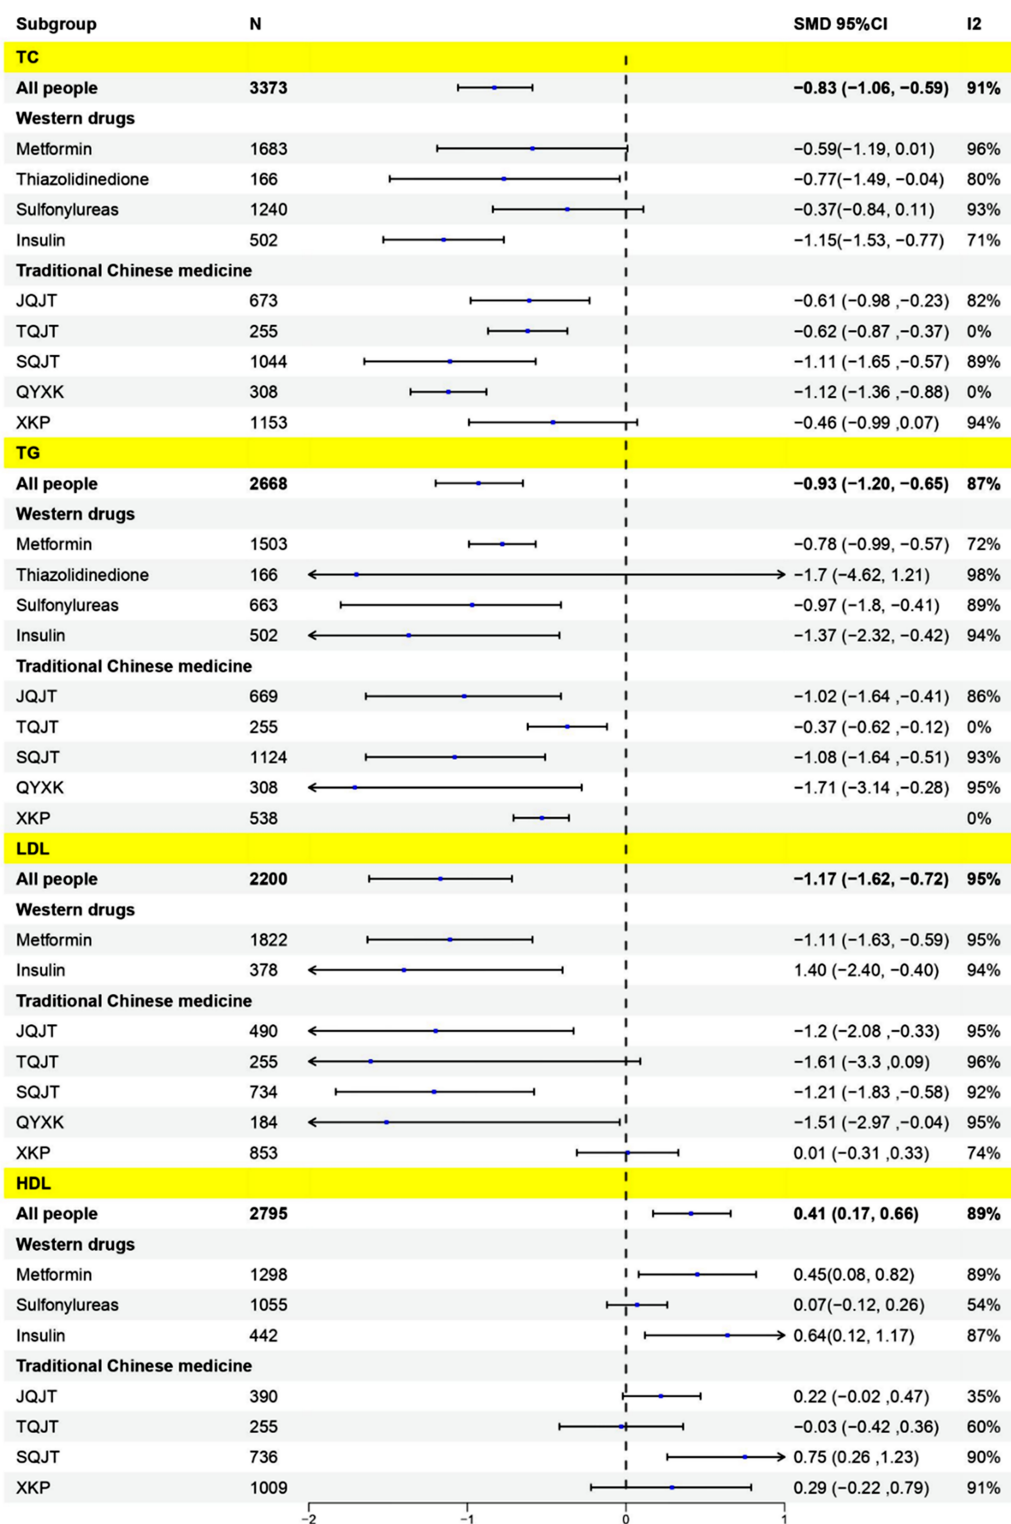 Subgroup N SMD 95%CI I2
TC
All people 3373 −0.83 (−1.06, −0.59) 91%
Western drugs
Metformin 1683 −0.59(−1.19, 0.01) 96%
Thiazolidinedione 166 −0.77(−1.49, −0.04) 80%
Sulfonylureas 1240 −0.37(−0.84, 0.11) 93%
Insulin 502 −1.15(−1.53, −0.77) 71%
Traditional Chinese medicine
JQJT 673 −0.61 (−0.98 ,−0.23) 82%
TQJT 255 −0.62 (−0.87 ,−0.37) 0%
SQJT 1044 −1.11 (−1.65 ,−0.57) 89%
QYXK 308 −1.12 (−1.36 ,−0.88) 0%
XKP 1153 −0.46 (−0.99 ,0.07) 94%
TG
All people 2668 −0.93 (−1.20, −0.65) 87%
Western drugs
Metformin 1503 −0.78 (−0.99, −0.57) 72%
Thiazolidinedione 166 −1.7 (−4.62, 1.21) 98%
Sulfonylureas 663 −0.97 (−1.8, −0.41) 89%
Insulin 502 −1.37 (−2.32, −0.42) 94%
Traditional Chinese medicine
JQJT 669 −1.02 (−1.64 ,−0.41) 86%
TQJT 255 −0.37 (−0.62 ,−0.12) 0%
SQJT 1124 −1.08 (−1.64 ,−0.51) 93%
QYXK 308 −1.71 (−3.14 ,−0.28) 95%
XKP 538 0%
LDL
All people 2200 −1.17 (−1.62, −0.72) 95%
Western drugs
Metformin 1822 −1.11 (−1.63, −0.59) 95%
Insulin 378 1.40 (−2.40, −0.40) 94%
Traditional Chinese medicine
JQJT 490 −1.2 (−2.08 ,−0.33) 95%
TQJT 255 −1.61 (−3.3 ,0.09) 96%
SQJT 734 −1.21 (−1.83 ,−0.58) 92%
QYXK 184 −1.51 (−2.97 ,−0.04) 95%
XKP 853 0.01 (−0.31 ,0.33) 74%
HDL
All people 2795 0.41 (0.17, 0.66) 89%
Western drugs
Metformin 1298 0.45(0.08, 0.82) 89%
Sulfonylureas 1055 0.07(−0.12, 0.26) 54%
Insulin 442 0.64(0.12, 1.17) 87%
Traditional Chinese medicine
JQJT 390 0.22 (−0.02 ,0.47) 35%
TQJT 255 −0.03 (−0.42 ,0.36) 60%
SQJT 736 0.75 (0.26 ,1.23) 90%
XKP 1009 0.29 (−0.22 ,0.79) 91%
−2 −1 0 1